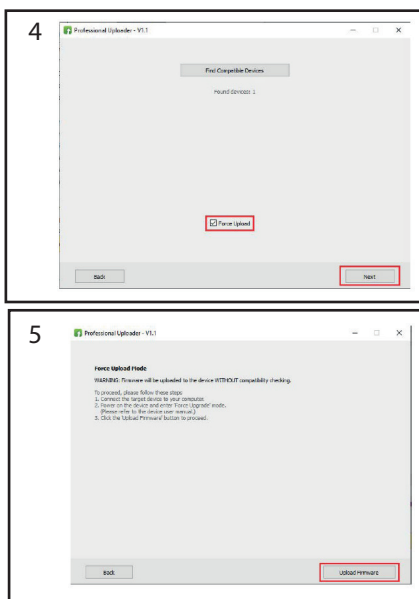 4
Professional Uploader - V1.1
Find Compatible Devices
Found devices: 1
Force Upload
Back
Next
5
Professional Uploader - V1.1
Force Upload Mode
WARNING: Firmware will be uploaded to the device WITHOUT compatibility checking.
To proceed, please follow these steps
1. Connect the target device to your computer.
2. Power on the device and enter 'Force Upgrade' mode.
(Please refer to the device user manual.)
3. Click the 'Upload Firmware' button to proceed.
Back
Upload Firmware